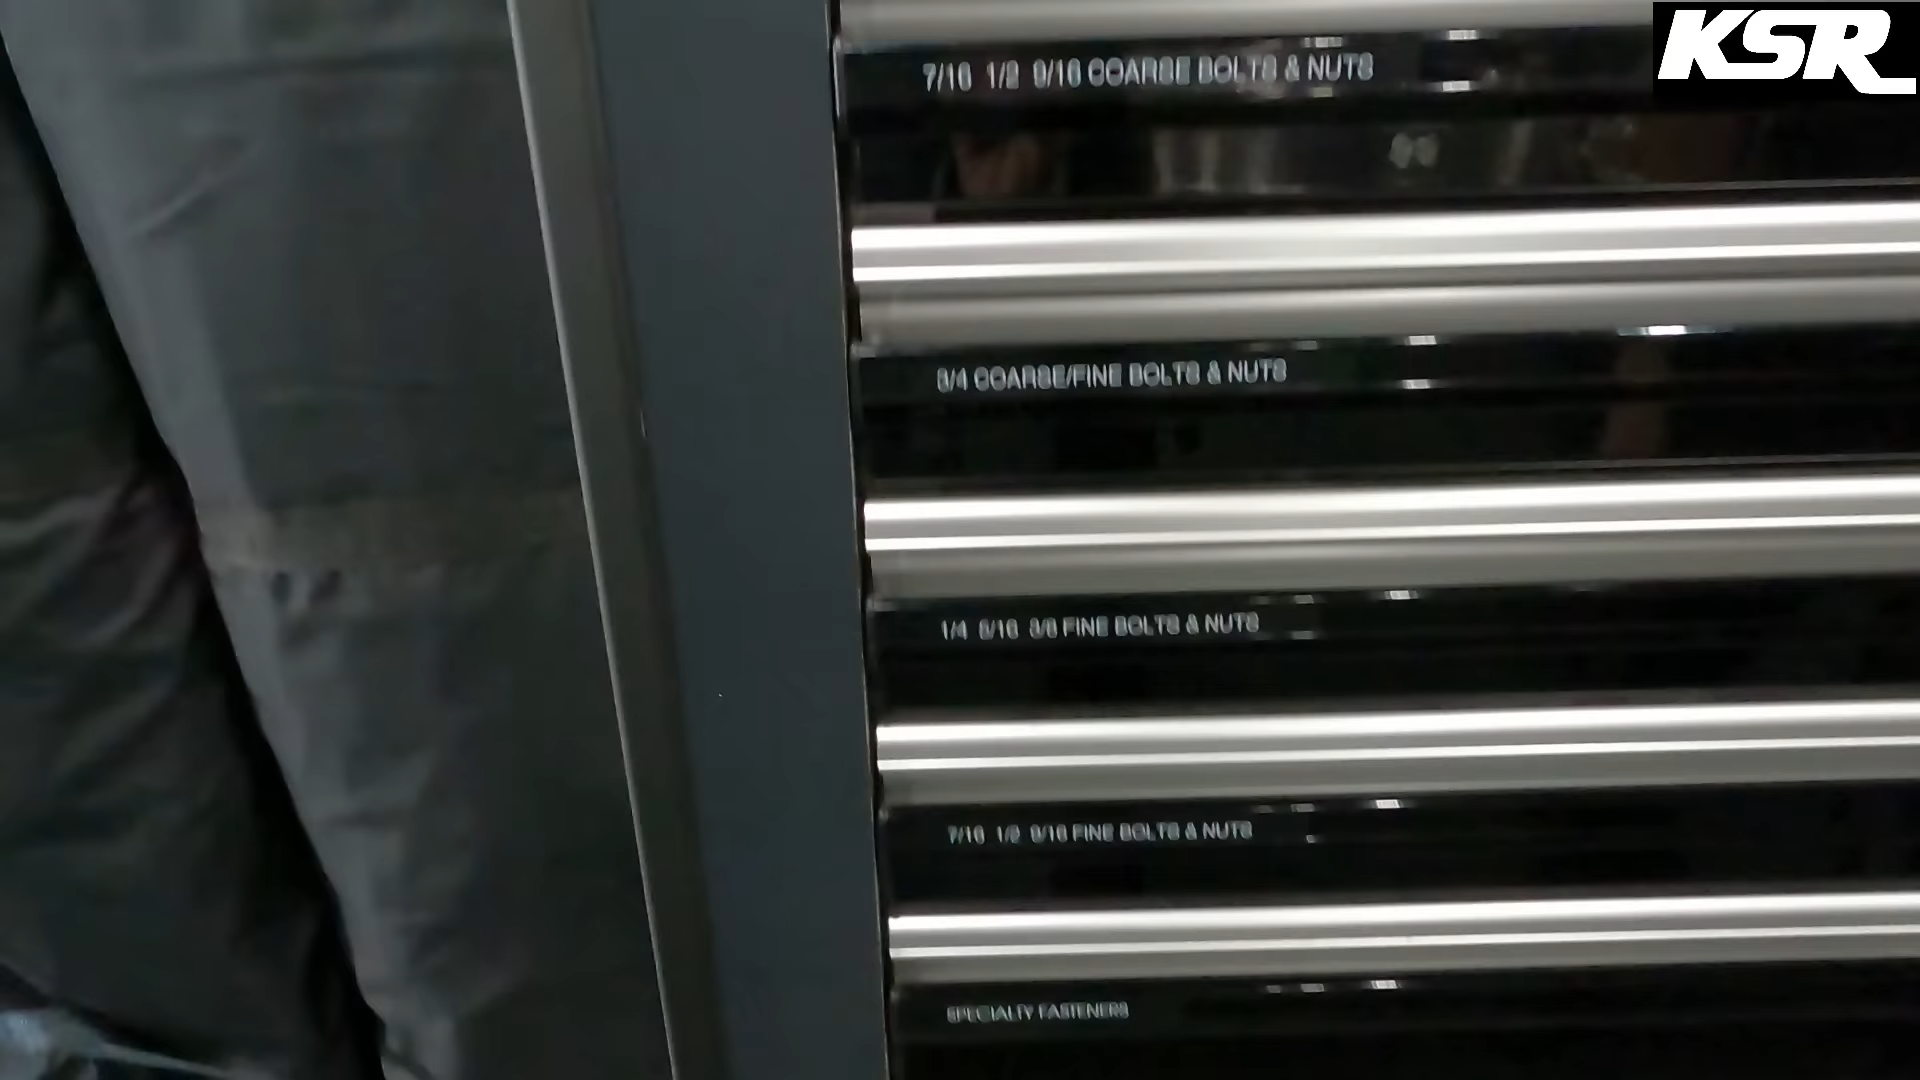 KSR
7/16 1/2 9/16 COARSE BOLTS & NUTS
3/4 COARSE/FINE BOLTS & NUTS
1/4 5/16 3/8 FINE BOLTS & NUTS
7/16 1/2 9/16 FINE BOLTS & NUTS
SPECIALTY FASTENERS